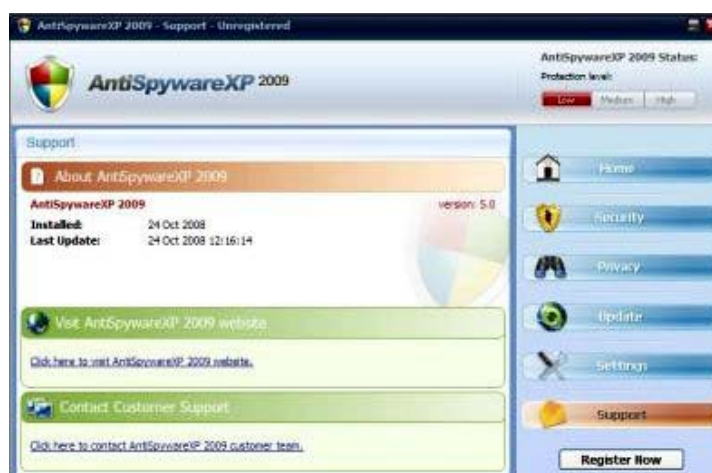 AntiSpywareXP 2009 - Support - Unregistered
AntiSpywareXP 2009
AntiSpywareXP 2009 Status:
Protection level:
Low Medium High
Support
About AntiSpywareXP 2009
AntiSpywareXP 2009 version: 5.0
Installed: 24 Oct 2008
Last Update: 24 Oct 2008 12:16:14
Visit AntiSpywareXP 2009 website
Click here to visit AntiSpywareXP 2009 website.
Contact Customer Support
Click here to contact AntiSpywareXP 2009 customer team.
Home
Security
Privacy
Update
Settings
Support
Register Now